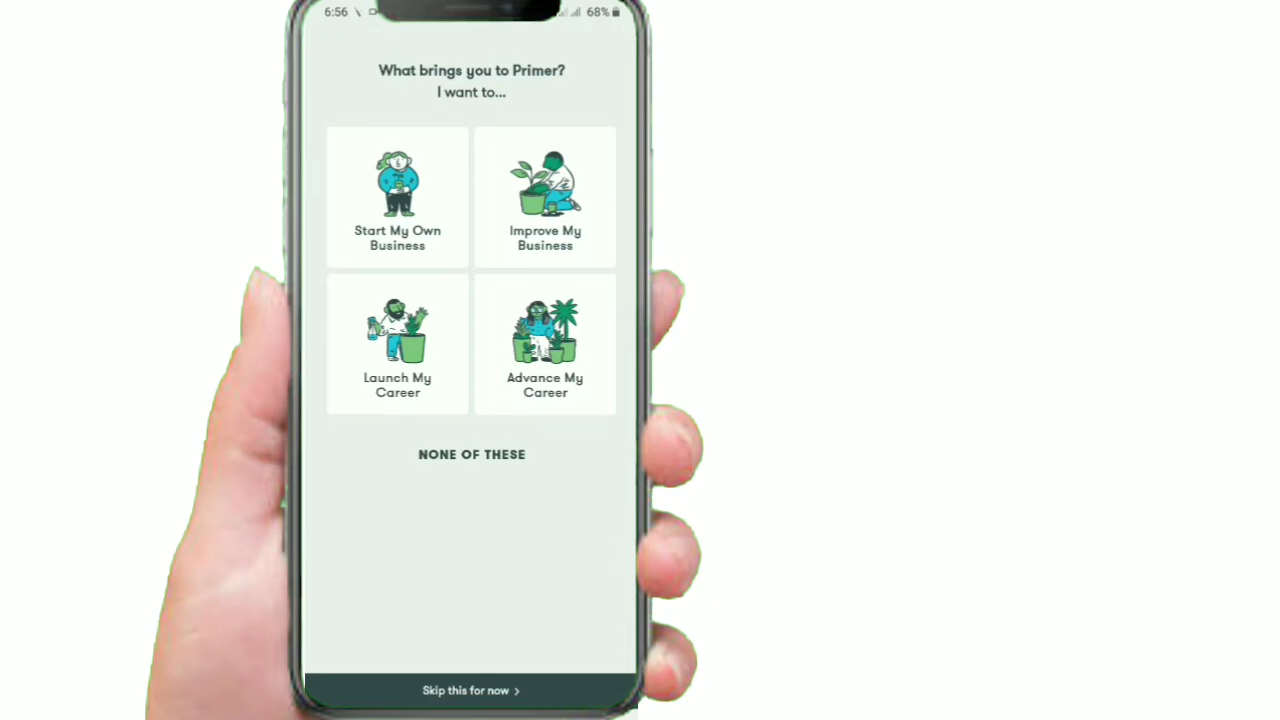 6:56
68%
What brings you to Primer?
I want to...
Start My Own
Business
Improve My
Business
Launch My
Career
Advance My
Career
NONE OF THESE
Skip this for now >